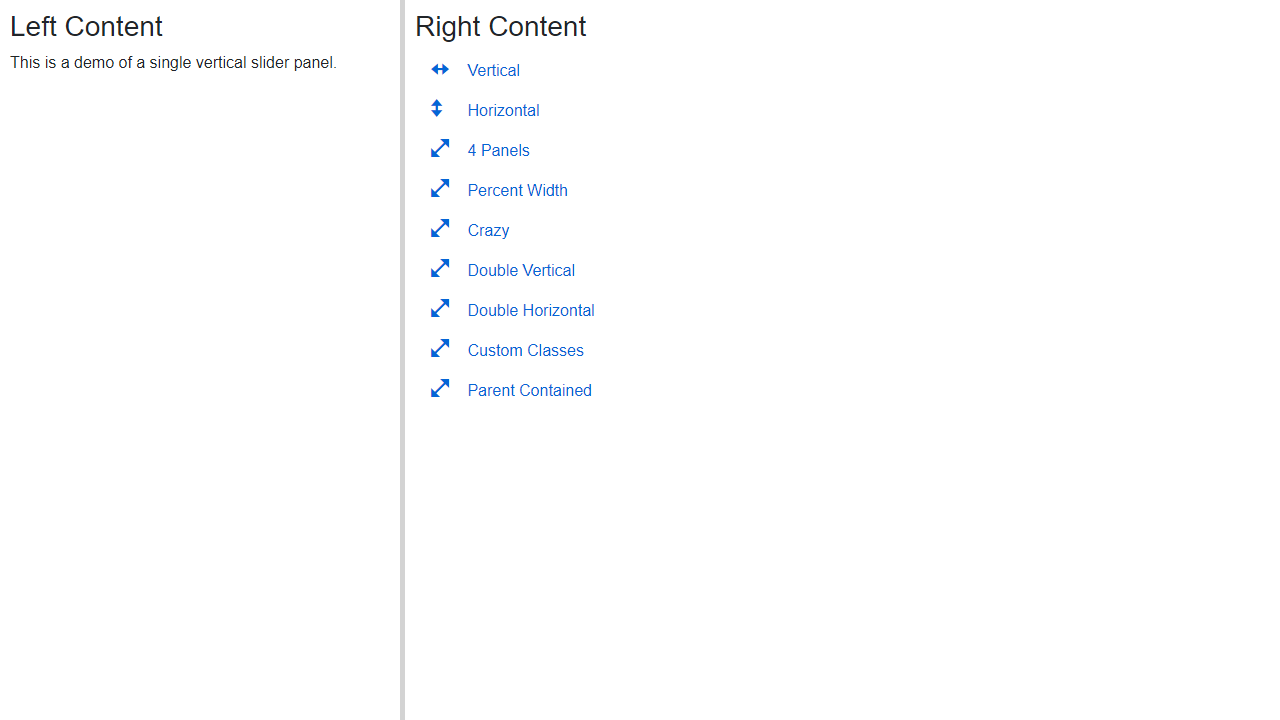 Left Content
This is a demo of a single vertical slider panel.
Right Content
Vertical
Horizontal
4 Panels
Percent Width
Crazy
Double Vertical
Double Horizontal
Custom Classes
Parent Contained